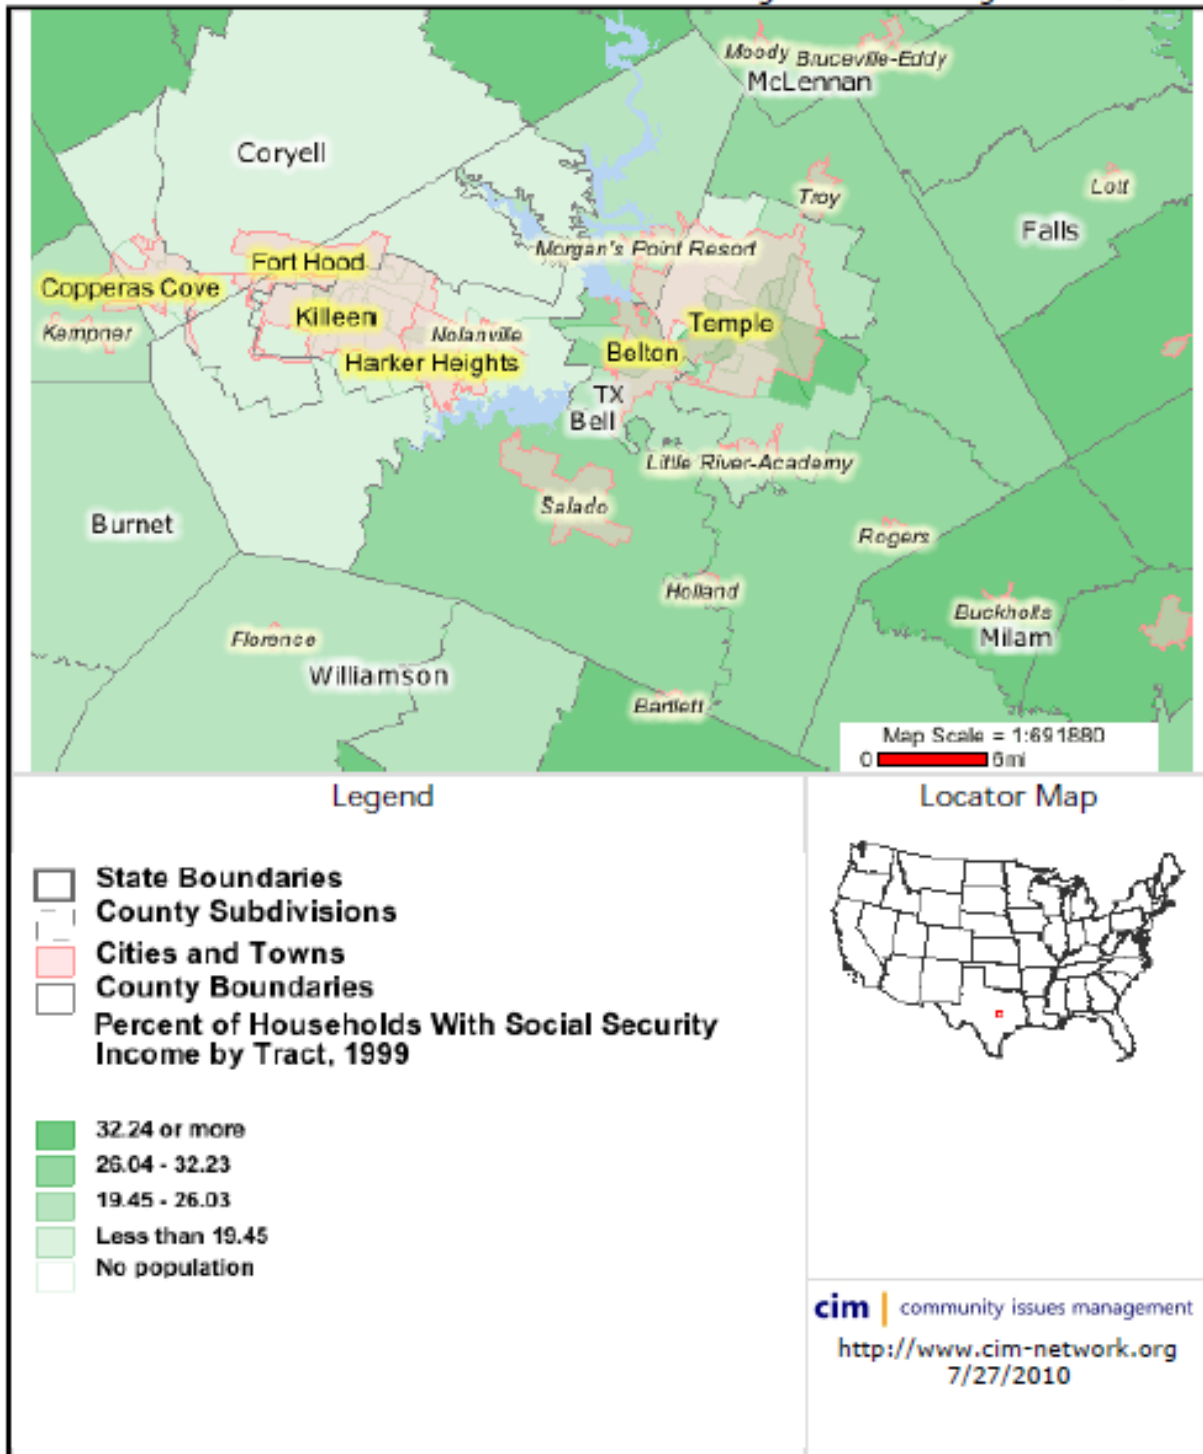 Moody Bruceville-Eddy
McLennan
Coryell
Troy
Lott
Falls
Morgan's Point Resort
Fort Hood
Copperas Cove
Killeen
Temple
Kempner
Nolanville
Belton
Harker Heights
TX
Bell
Little River-Academy
Salado
Burnet
Rogers
Holland
Buckholts
Milam
Florence
Williamson
Bartlett
Map Scale = 1:691880
0 6mi
Legend
State Boundaries
County Subdivisions
Cities and Towns
County Boundaries
Percent of Households With Social Security
Income by Tract, 1999
32.24 or more
26.04 - 32.23
19.45 - 26.03
Less than 19.45
No population
Locator Map
cim | community issues management
http://www.cim-network.org
7/27/2010